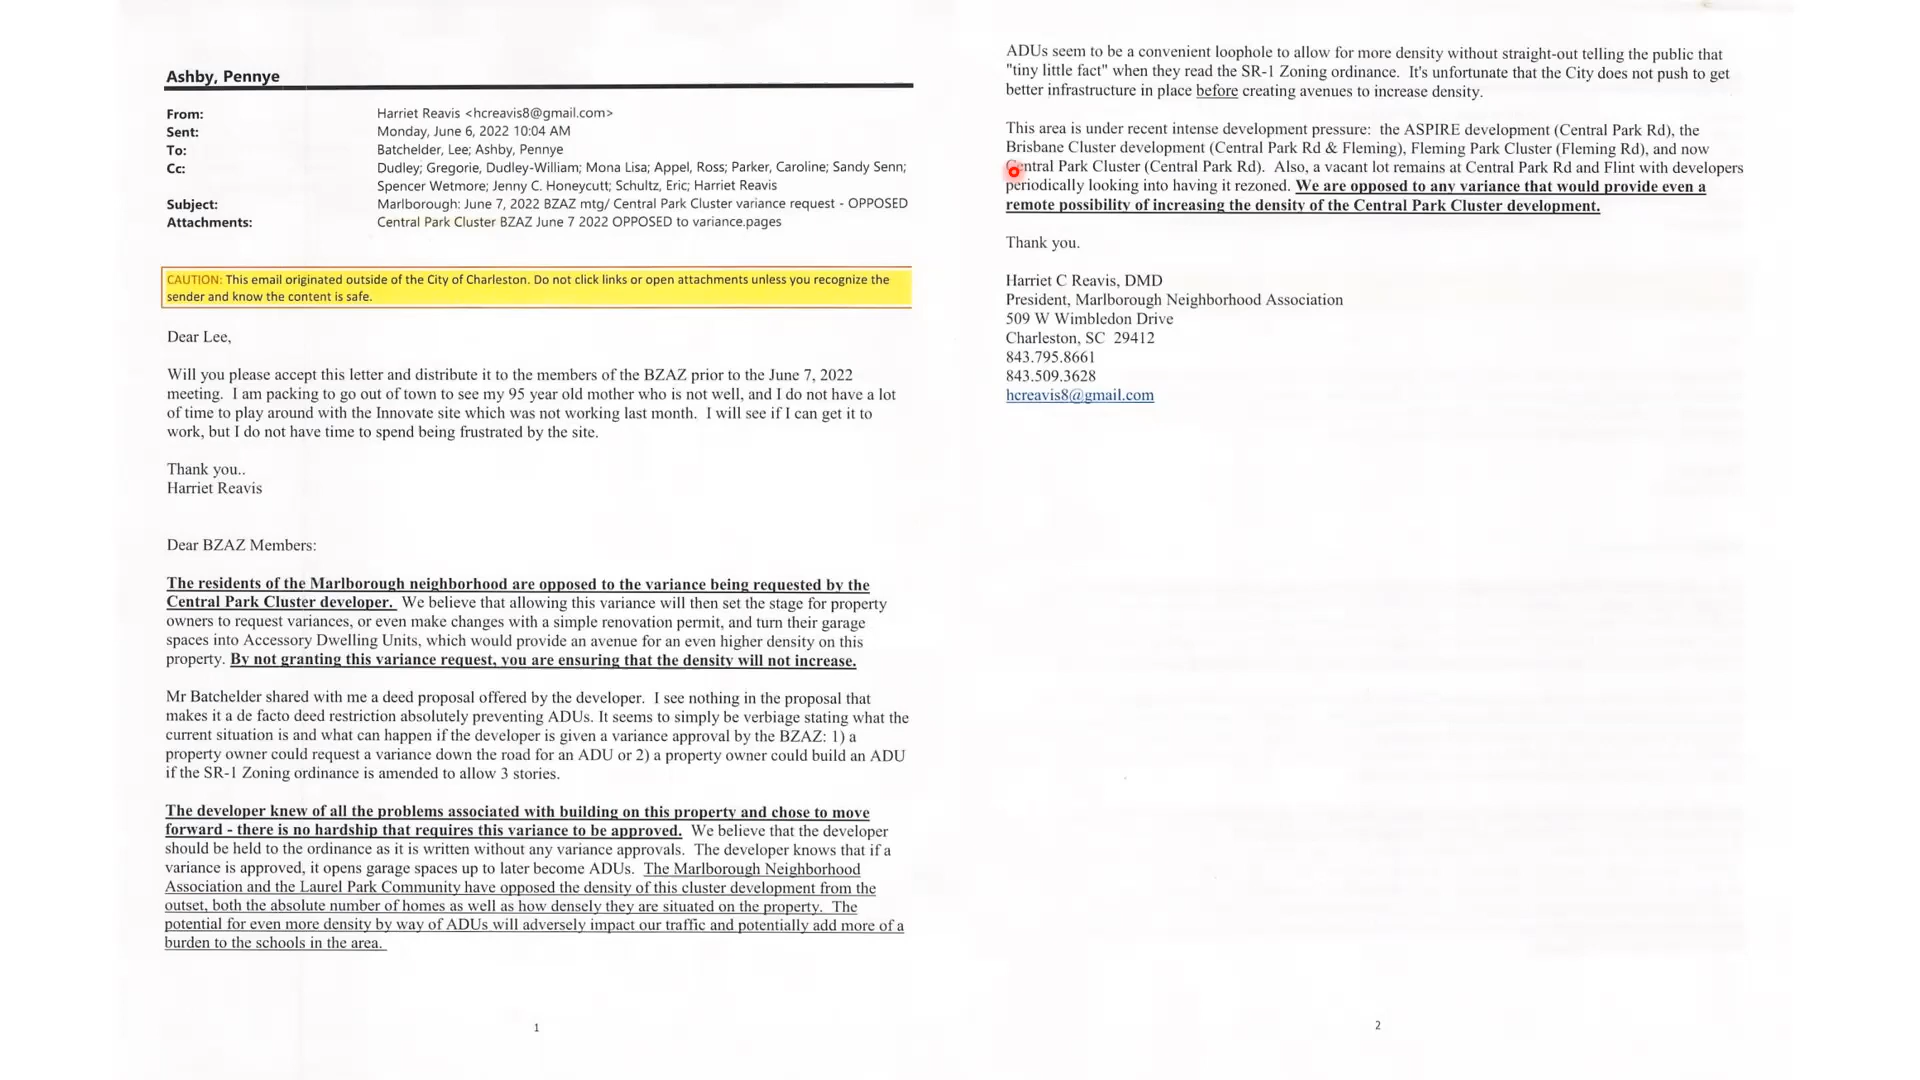 Ashby, Pennye
From: Harriet Reavis <hcreavis8@gmail.com>
Sent: Monday, June 6, 2022 10:04 AM
To: Batchelder, Lee; Ashby, Pennye
Cc: Dudley; Gregorie, Dudley-William; Mona Lisa; Appel, Ross; Parker, Caroline; Sandy Senn;
Spencer Wetmore; Jenny C. Honeycutt; Schultz, Eric; Harriet Reavis
Subject: Marlborough: June 7, 2022 BZAZ mtg/ Central Park Cluster variance request - OPPOSED
Attachments: Central Park Cluster BZAZ June 7 2022 OPPOSED to variance.pages
CAUTION: This email originated outside of the City of Charleston. Do not click links or open attachments unless you recognize the
sender and know the content is safe.
Dear Lee,
Will you please accept this letter and distribute it to the members of the BZAZ prior to the June 7, 2022
meeting. I am packing to go out of town to see my 95 year old mother who is not well, and I do not have a lot
of time to play around with the Innovate site which was not working last month. I will see if I can get it to
work, but I do not have time to spend being frustrated by the site.
Thank you..
Harriet Reavis
Dear BZAZ Members:
The residents of the Marlborough neighborhood are opposed to the variance being requested by the
Central Park Cluster developer. We believe that allowing this variance will then set the stage for property
owners to request variances, or even make changes with a simple renovation permit, and turn their garage
spaces into Accessory Dwelling Units, which would provide an avenue for an even higher density on this
property. By not granting this variance request, you are ensuring that the density will not increase.
Mr Batchelder shared with me a deed proposal offered by the developer. I see nothing in the proposal that
makes it a de facto deed restriction absolutely preventing ADUs. It seems to simply be verbiage stating what the
current situation is and what can happen if the developer is given a variance approval by the BZAZ: 1) a
property owner could request a variance down the road for an ADU or 2) a property owner could build an ADU
if the SR-1 Zoning ordinance is amended to allow 3 stories.
The developer knew of all the problems associated with building on this property and chose to move
forward - there is no hardship that requires this variance to be approved. We believe that the developer
should be held to the ordinance as it is written without any variance approvals. The developer knows that if a
variance is approved, it opens garage spaces up to later become ADUs. The Marlborough Neighborhood
Association and the Laurel Park Community have opposed the density of this cluster development from the
outset, both the absolute number of homes as well as how densely they are situated on the property. The
potential for even more density by way of ADUs will adversely impact our traffic and potentially add more of a
burden to the schools in the area.
1
ADUs seem to be a convenient loophole to allow for more density without straight-out telling the public that
"tiny little fact" when they read the SR-1 Zoning ordinance. It's unfortunate that the City does not push to get
better infrastructure in place before creating avenues to increase density.
This area is under recent intense development pressure: the ASPIRE development (Central Park Rd), the
Brisbane Cluster development (Central Park Rd & Fleming), Fleming Park Cluster (Fleming Rd), and now
Central Park Cluster (Central Park Rd). Also, a vacant lot remains at Central Park Rd and Flint with developers
periodically looking into having it rezoned. We are opposed to any variance that would provide even a
remote possibility of increasing the density of the Central Park Cluster development.
Thank you.
Harriet C Reavis, DMD
President, Marlborough Neighborhood Association
509 W Wimbledon Drive
Charleston, SC 29412
843.795.8661
843.509.3628
hcreavis8@gmail.com
2